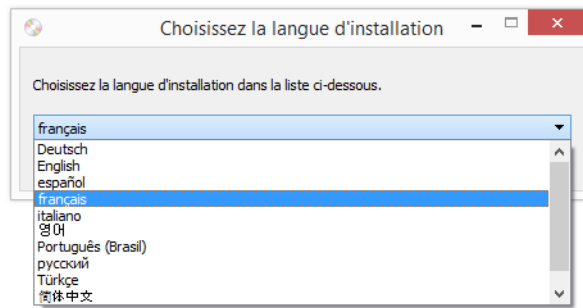 Choisissez la langue d'installation
Choisissez la langue d'installation dans la liste ci-dessous.
français
Deutsch
English
español
français
italiano
영어
Português (Brasil)
русский
Türkçe
简体中文